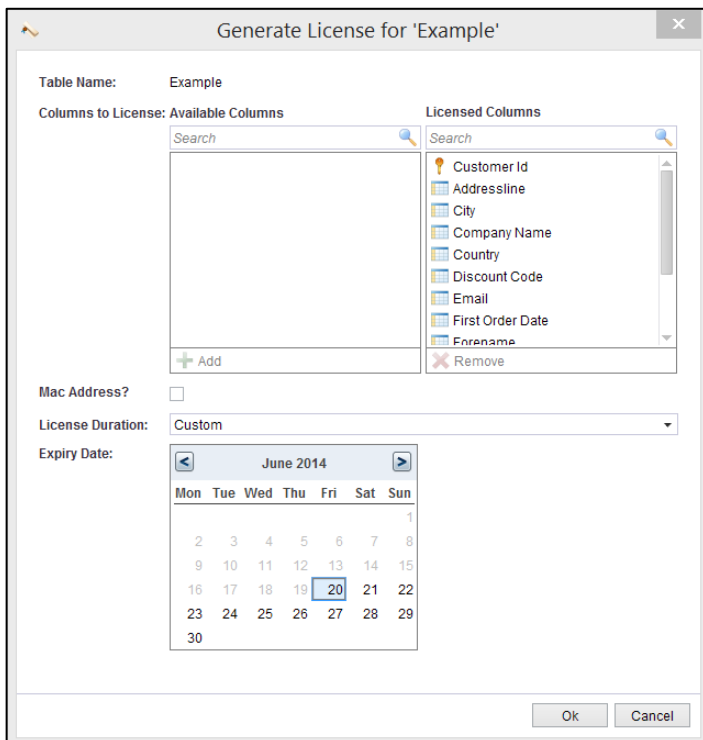 Generate License for 'Example'
Table Name: Example
Columns to License: Available Columns Licensed Columns
Search Search
Customer Id
Addressline
City
Company Name
Country
Discount Code
Email
First Order Date
Forename
Add Remove
Mac Address?
License Duration: Custom
Expiry Date:
< June 2014 >
Mon Tue Wed Thu Fri Sat Sun
1
2 3 4 5 6 7 8
9 10 11 12 13 14 15
16 17 18 19 20 21 22
23 24 25 26 27 28 29
30
Ok Cancel